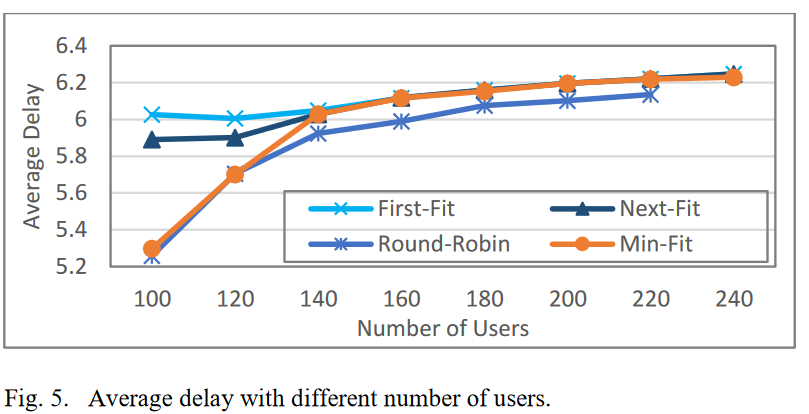 6.4
6.2
6
5.8
5.6
5.4
5.2
Average Delay
First-Fit Next-Fit
Round-Robin Min-Fit
100 120 140 160 180 200 220 240
Number of Users
Fig. 5. Average delay with different number of users.